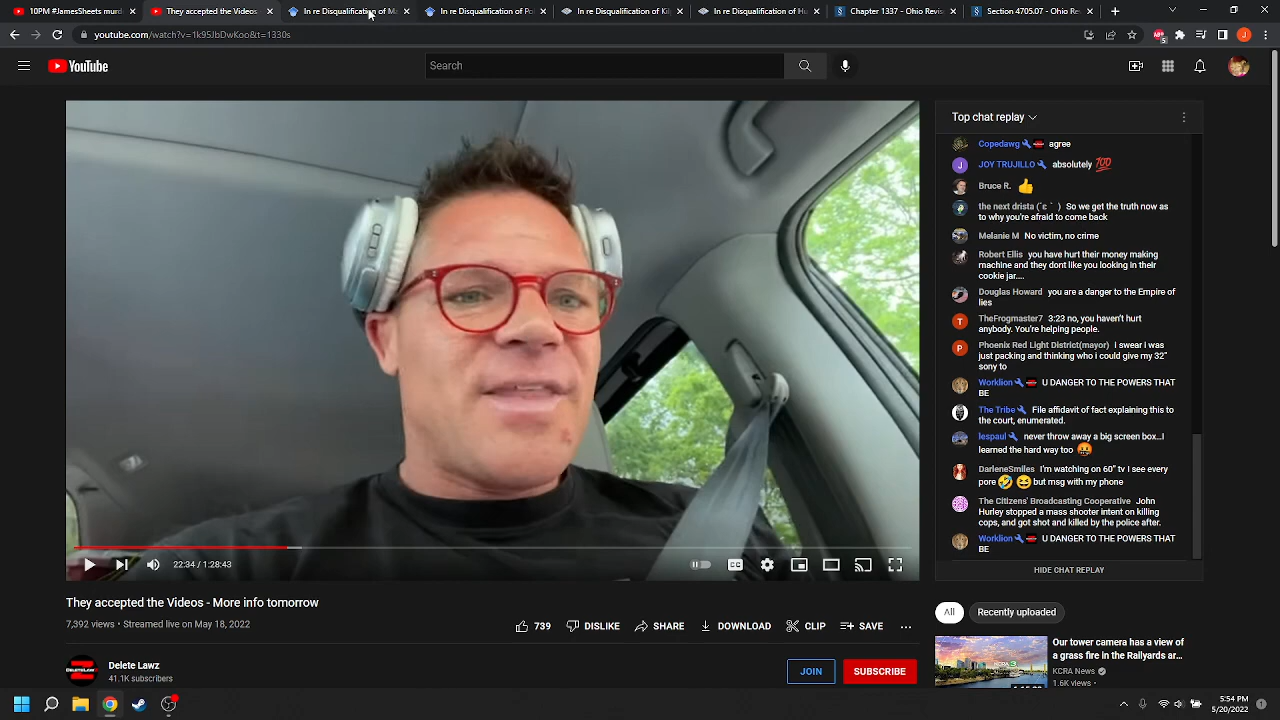 10PM #JamesSheets murd
They accepted the Videos
In re Disqualification of Ma
In re Disqualification of Po
In re Disqualification of Kil
In re Disqualification of Ho
Chapter 1337 - Ohio Revis
Section 4705.07 - Ohio Re
youtube.com/watch?v=1k95JbDwKoo&t=1330s
YouTube
Search
Top chat replay
Copedawg agree
JOY TRUJILLO absolutely 100
Bruce R.
the next drista (´ε` ) So we get the truth now as
to why you're afraid to come back
Melanie M No victim, no crime
Robert Ellis you have hurt their money making
machine and they dont like you looking in their
cookie jar....
Douglas Howard you are a danger to the Empire of
lies
TheFrogmaster7 3:23 no, you haven't hurt
anybody. You're helping people.
Phoenix Red Light District(mayor) I swear i was
just packing and thinking who i could give my 32"
sony to
Worklion U DANGER TO THE POWERS THAT
BE
The Tribe File affidavit of fact explaining this to
the court, enumerated.
lespaul never throw away a big screen box...i
learned the hard way too
DarleneSmiles I'm watching on 60" tv I see every
pore but msg with my phone
The Citizens' Broadcasting Cooperative John
Hurley stopped a mass shooter intent on killing
cops, and got shot and killed by the police after.
Worklion U DANGER TO THE POWERS THAT
BE
HIDE CHAT REPLAY
22:34 / 1:28:43
CC
They accepted the Videos - More info tomorrow
7,392 views • Streamed live on May 18, 2022
739
DISLIKE
SHARE
DOWNLOAD
CLIP
SAVE
All
Recently uploaded
Delete Lawz
41.1K subscribers
JOIN
SUBSCRIBE
Our tower camera has a view of
a grass fire in the Railyards ar...
KCRA News
1.6K views •
5:54 PM
5/20/2022